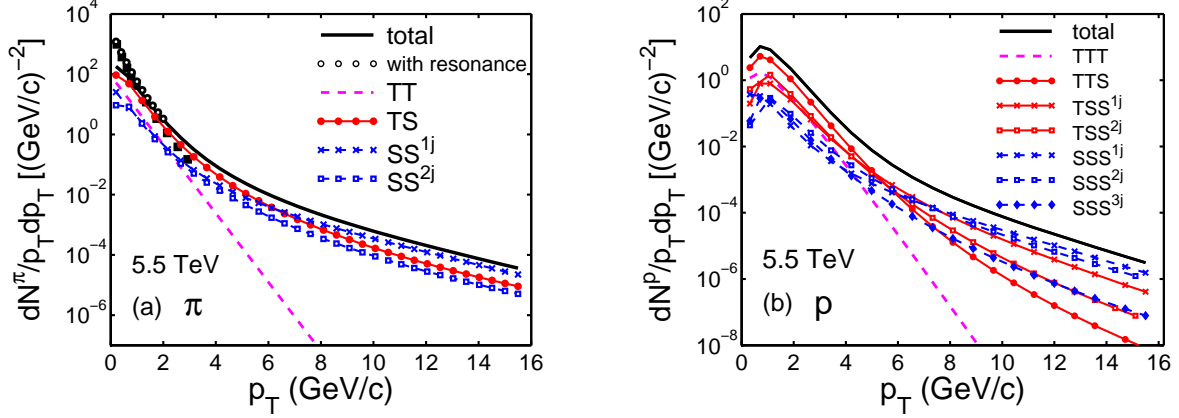 dN^π/p_T dp_T [(GeV/c)^−2]
10^4
10^2
10^0
10^−2
10^−4
10^−6
total
with resonance
TT
TS
SS^1j
SS^2j
5.5 TeV
(a) π
0 2 4 6 8 10 12 14 16
p_T (GeV/c)
dN^p/p_T dp_T [(GeV/c)^−2]
10^2
10^0
10^−2
10^−4
10^−6
10^−8
total
TTT
TTS
TSS^1j
TSS^2j
SSS^1j
SSS^2j
SSS^3j
5.5 TeV
(b) p
0 2 4 6 8 10 12 14 16
p_T (GeV/c)